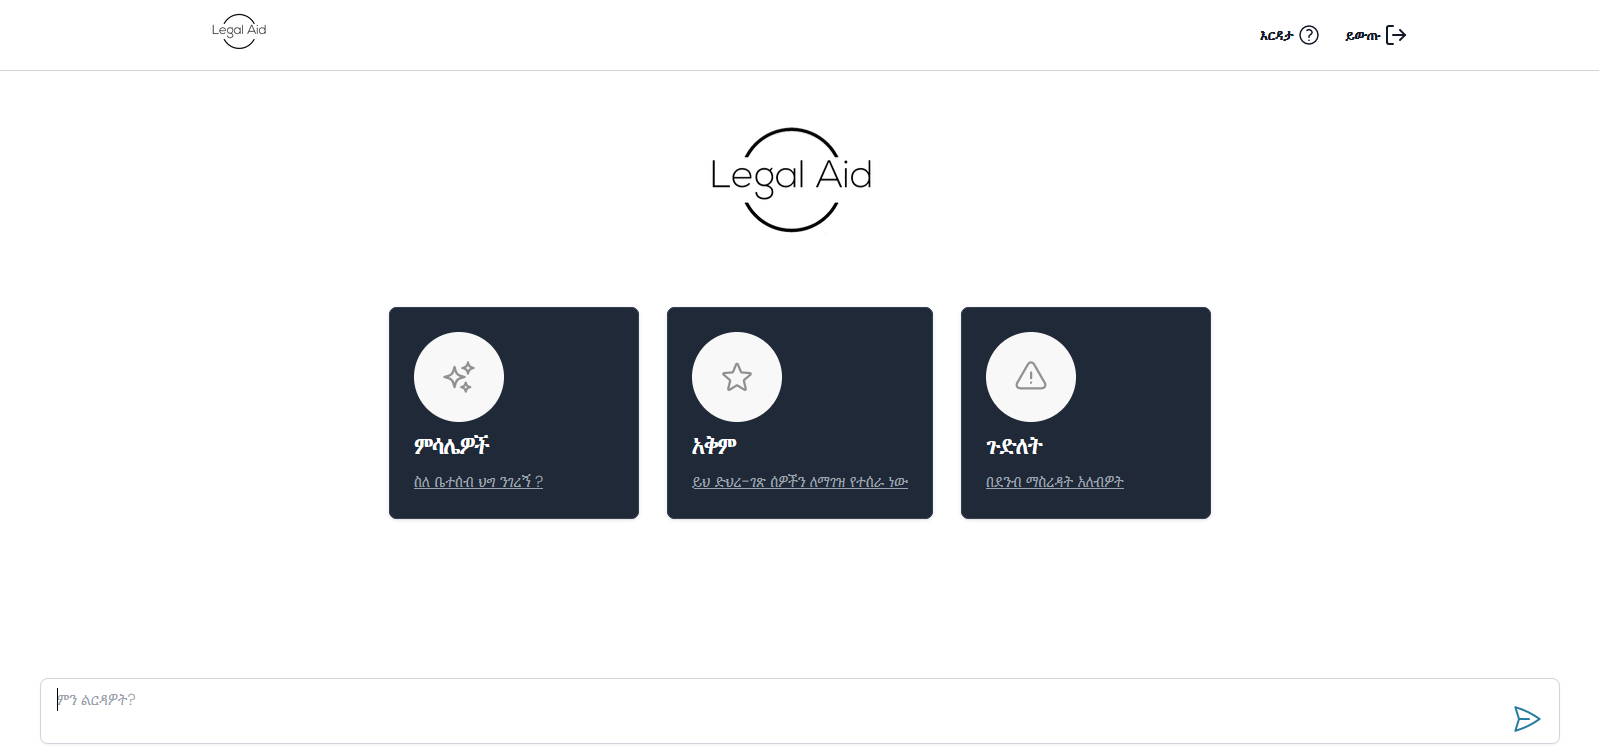 Legal Aid
እርዳታ
ይውጡ
Legal Aid
ምሳሌዎች
ስለ ቤተሰብ ህግ ንገረኝ ?
አቅም
ይህ ድህረ-ገጽ ሰዎችን ለማገዝ የተሰራ ነው
ጉድለት
በደንብ ማስረዳት አለብዎት
ምን ልርዳዎት?